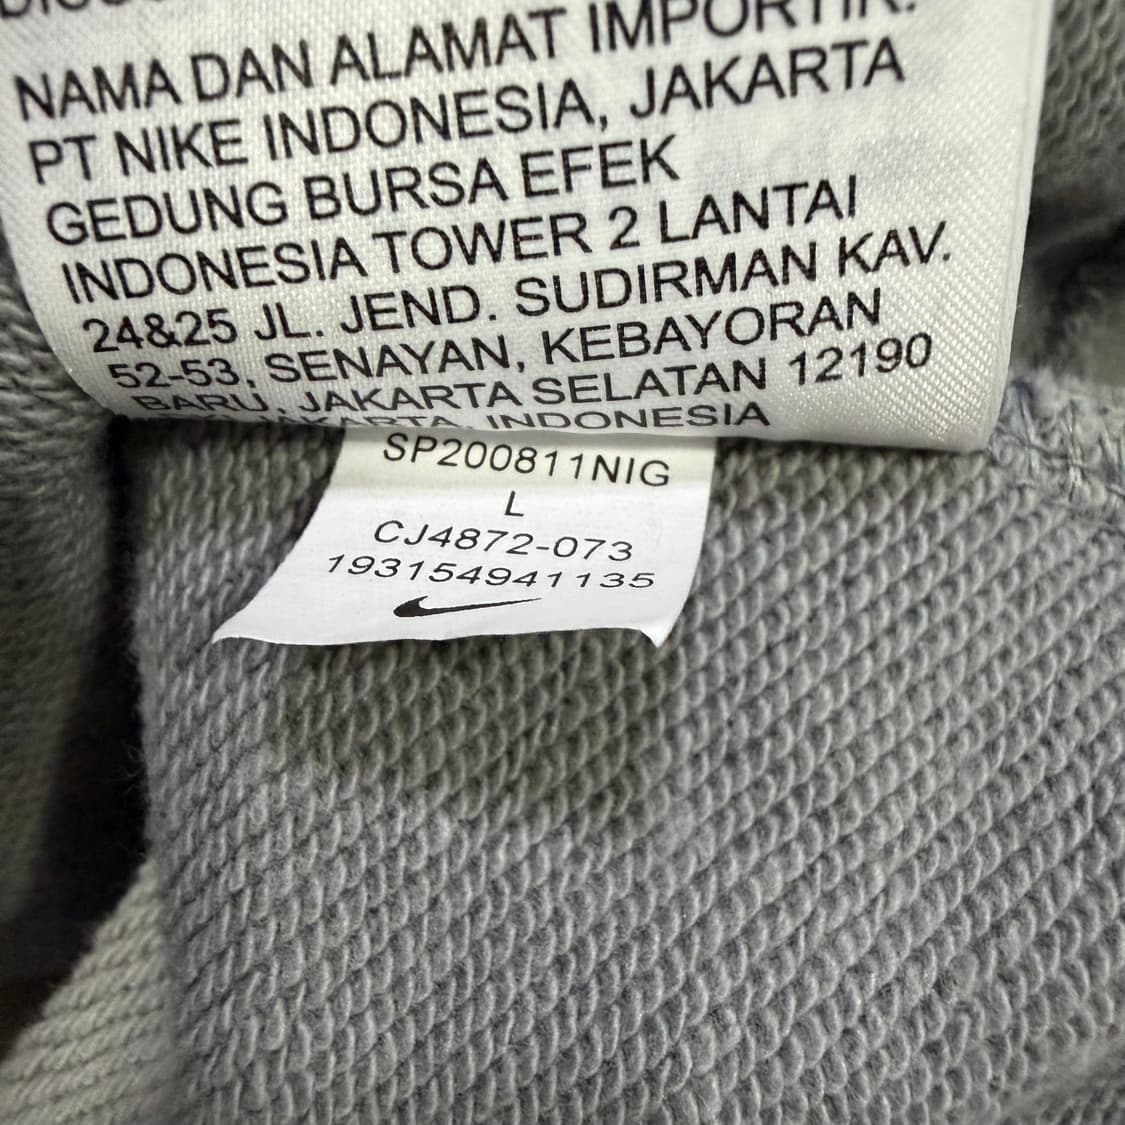 NAMA DAN ALAMAT IMPORTIR:
PT NIKE INDONESIA, JAKARTA
GEDUNG BURSA EFEK
INDONESIA TOWER 2 LANTAI
24&25 JL. JEND. SUDIRMAN KAV.
52-53, SENAYAN, KEBAYORAN
BARU, JAKARTA SELATAN 12190
JAKARTA, INDONESIA
SP200811NIG
L
CJ4872-073
193154941135